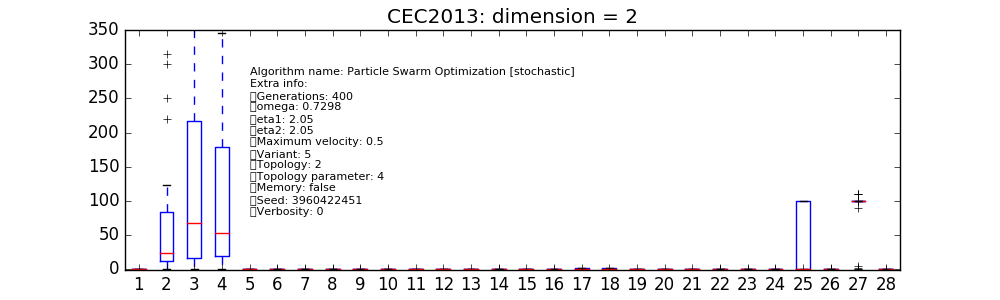 CEC2013: dimension = 2
350
300
250
200
150
100
50
0
Algorithm name: Particle Swarm Optimization [stochastic]
Extra info:
Generations: 400
omega: 0.7298
eta1: 2.05
eta2: 2.05
Maximum velocity: 0.5
Variant: 5
Topology: 2
Topology parameter: 4
Memory: false
Seed: 3960422451
Verbosity: 0
1 2 3 4 5 6 7 8 9 10 11 12 13 14 15 16 17 18 19 20 21 22 23 24 25 26 27 28